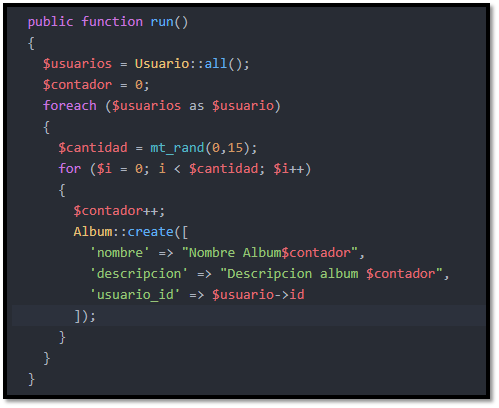 public function run()
{
$usuarios = Usuario::all();
$contador = 0;
foreach ($usuarios as $usuario)
{
$cantidad = mt_rand(0,15);
for ($i = 0; i < $cantidad; $i++)
{
$contador++;
Album::create([
'nombre' => "Nombre Album$contador",
'descripcion' => "Descripcion album $contador",
'usuario_id' => $usuario->id
]);
}
}
}